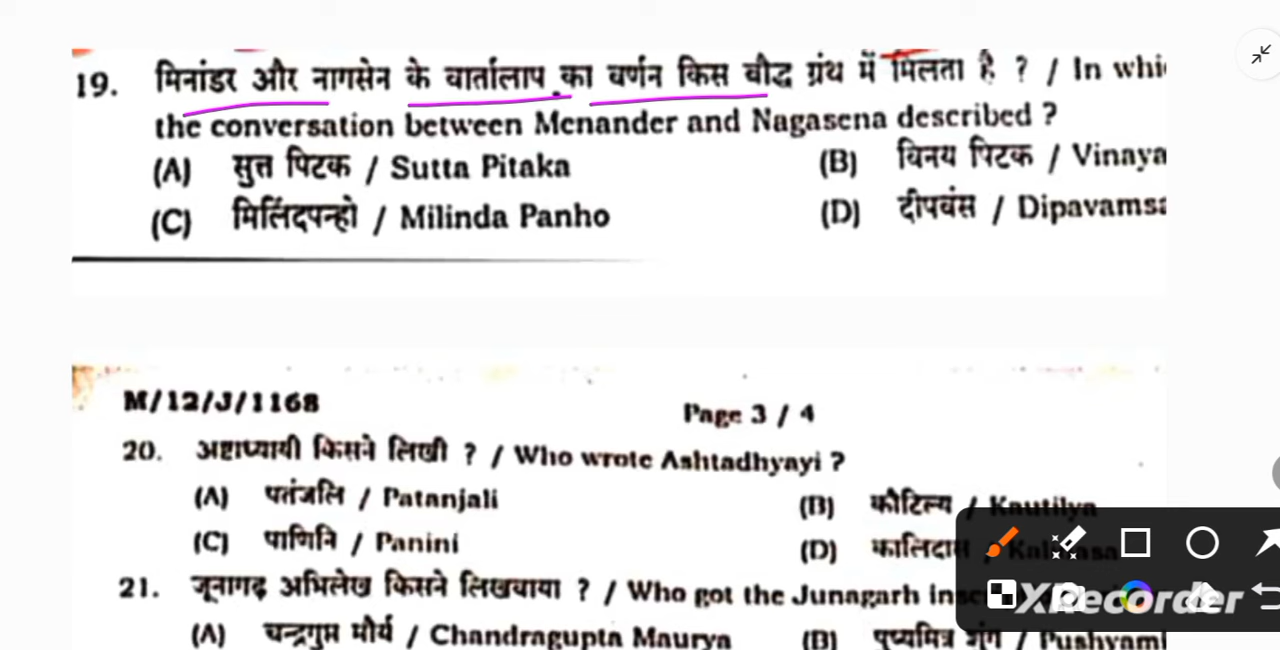 19. मिनांडर और नागसेन के वार्तालाप का वर्णन किस बौद्ध ग्रंथ में मिलता है ? / In whi
the conversation between Menander and Nagasena described ?
(A) सुत्त पिटक / Sutta Pitaka (B) विनय पिटक / Vinaya
(C) मिलिंदपन्हो / Milinda Panho (D) दीपवंस / Dipavamsa
M/12/J/1168 Page 3 / 4
20. अष्टाध्यायी किसने लिखी ? / Who wrote Ashtadhyayi ?
(A) पतंजलि / Patanjali (B) कौटिल्य / Kautilya
(C) पाणिनि / Panini (D) कालिदास
21. जूनागढ़ अभिलेख किसने लिखवाया ? / Who got the Junagarh
XRecorder
(A) चन्द्रगुप्त मौर्य / Chandragupta Maurya (B) पुष्यमित्र शुंग / Pushyam